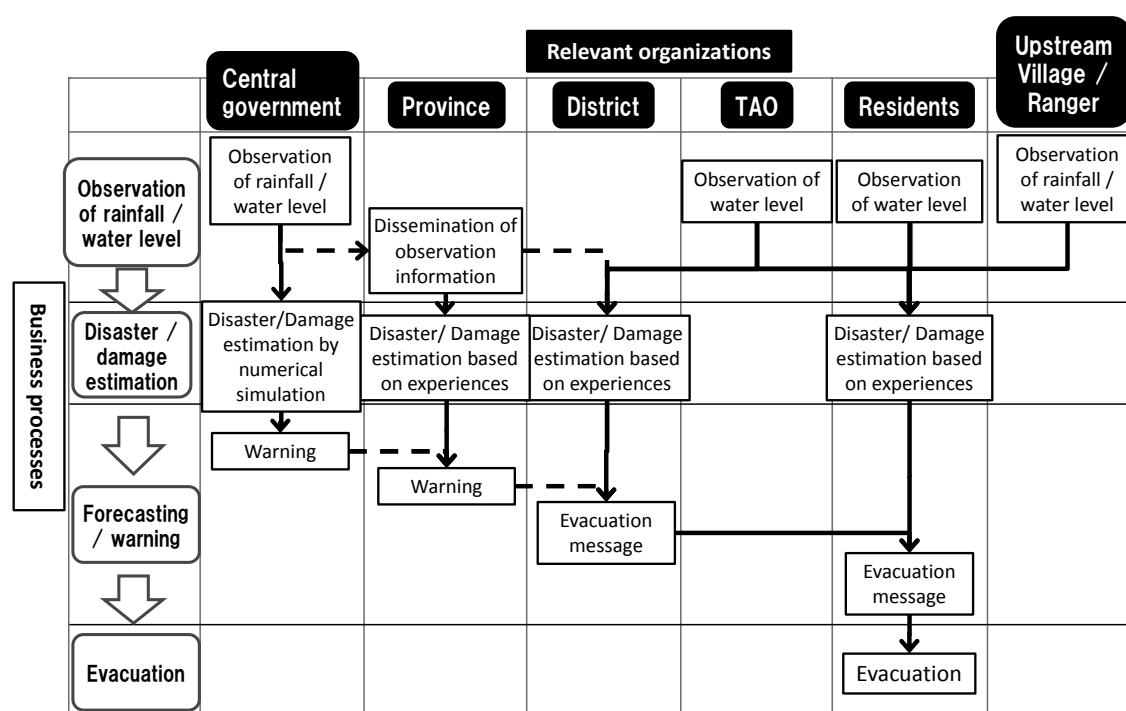 Relevant organizations
Central
government
Province
District
TAO
Residents
Upstream
Village /
Ranger
Business processes
Observation
of rainfall /
water level
Observation
of rainfall /
water level
Dissemination of
observation
information
Observation of
water level
Observation
of water level
Observation
of rainfall /
water level
Disaster /
damage
estimation
Disaster/Damage
estimation by
numerical
simulation
Disaster/ Damage
estimation based
on experiences
Disaster/ Damage
estimation based
on experiences
Disaster/ Damage
estimation based
on experiences
Forecasting
/ warning
Warning
Warning
Evacuation
message
Evacuation
message
Evacuation
Evacuation